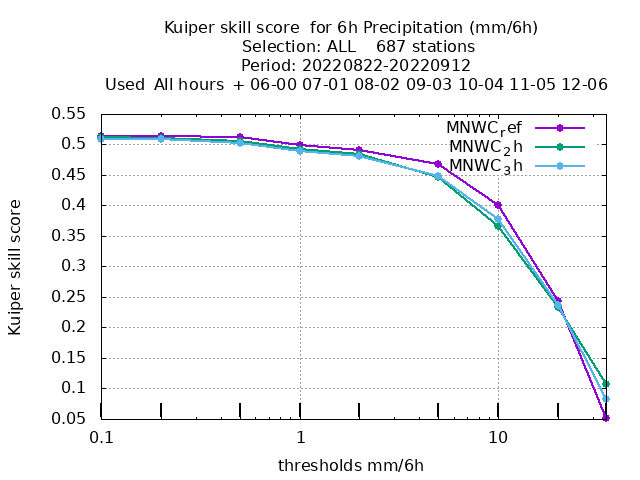 Kuiper skill score  for 6h Precipitation (mm/6h)
Selection: ALL    687 stations
Period: 20220822-20220912
Used  All hours  + 06-00 07-01 08-02 09-03 10-04 11-05 12-06
MNWCref
MNWC2h
MNWC3h
0.55
0.5
0.45
0.4
0.35
0.3
0.25
0.2
0.15
0.1
0.05
Kuiper skill score
0.1
1
10
thresholds mm/6h